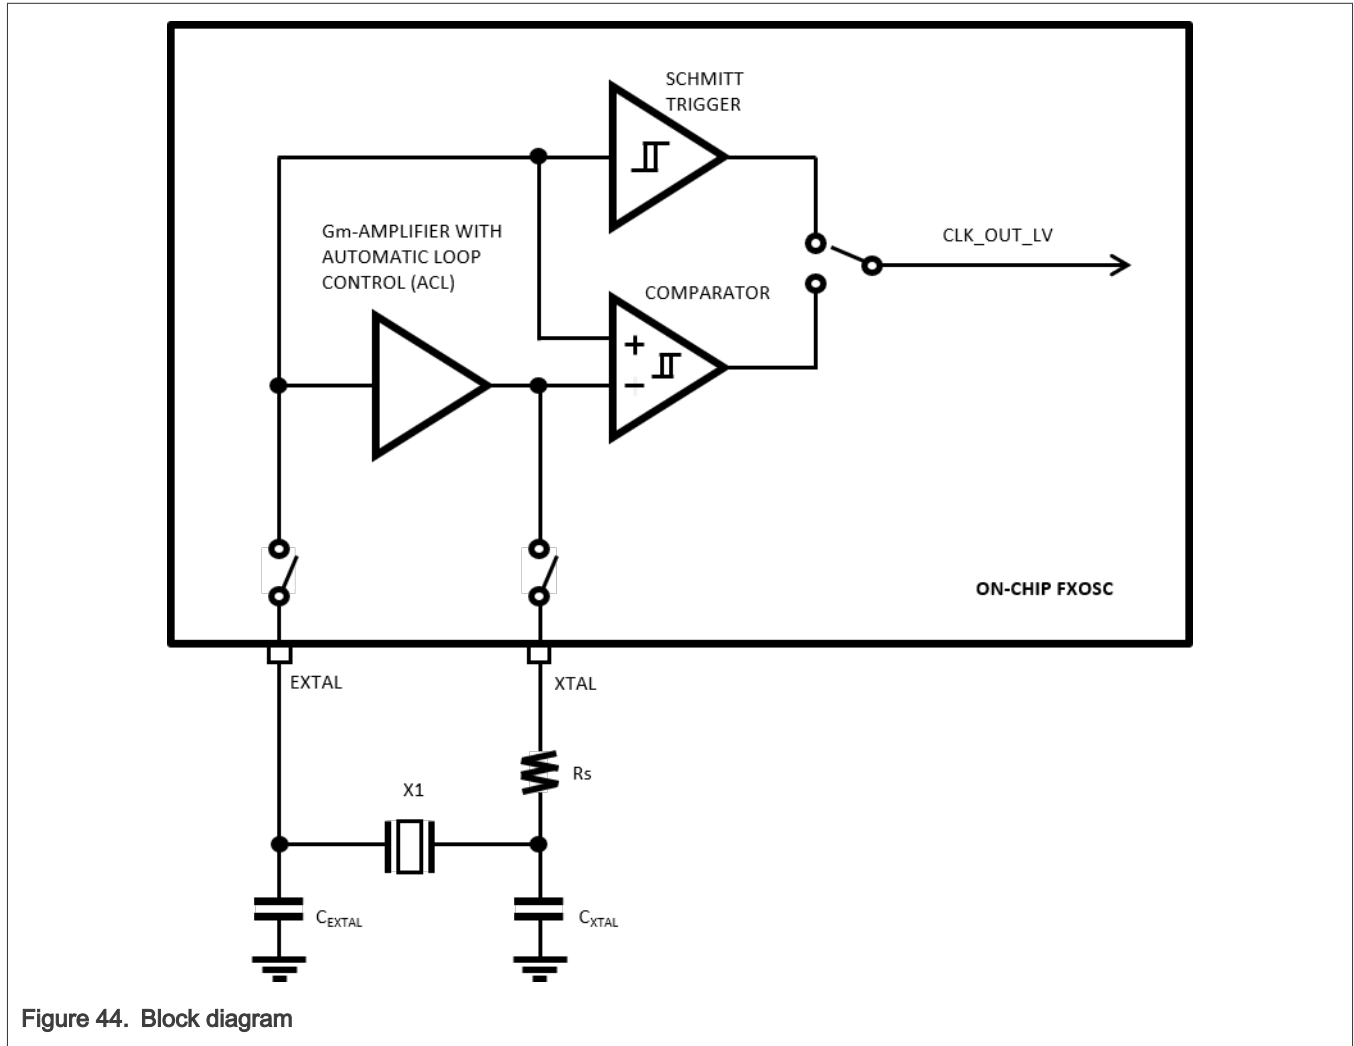 SCHMITT
TRIGGER
Gm-AMPLIFIER WITH
AUTOMATIC LOOP
CONTROL (ACL)
CLK_OUT_LV
COMPARATOR
+
−
ON-CHIP FXOSC
EXTAL
XTAL
Rs
X1
CEXTAL
CXTAL
Figure 44. Block diagram